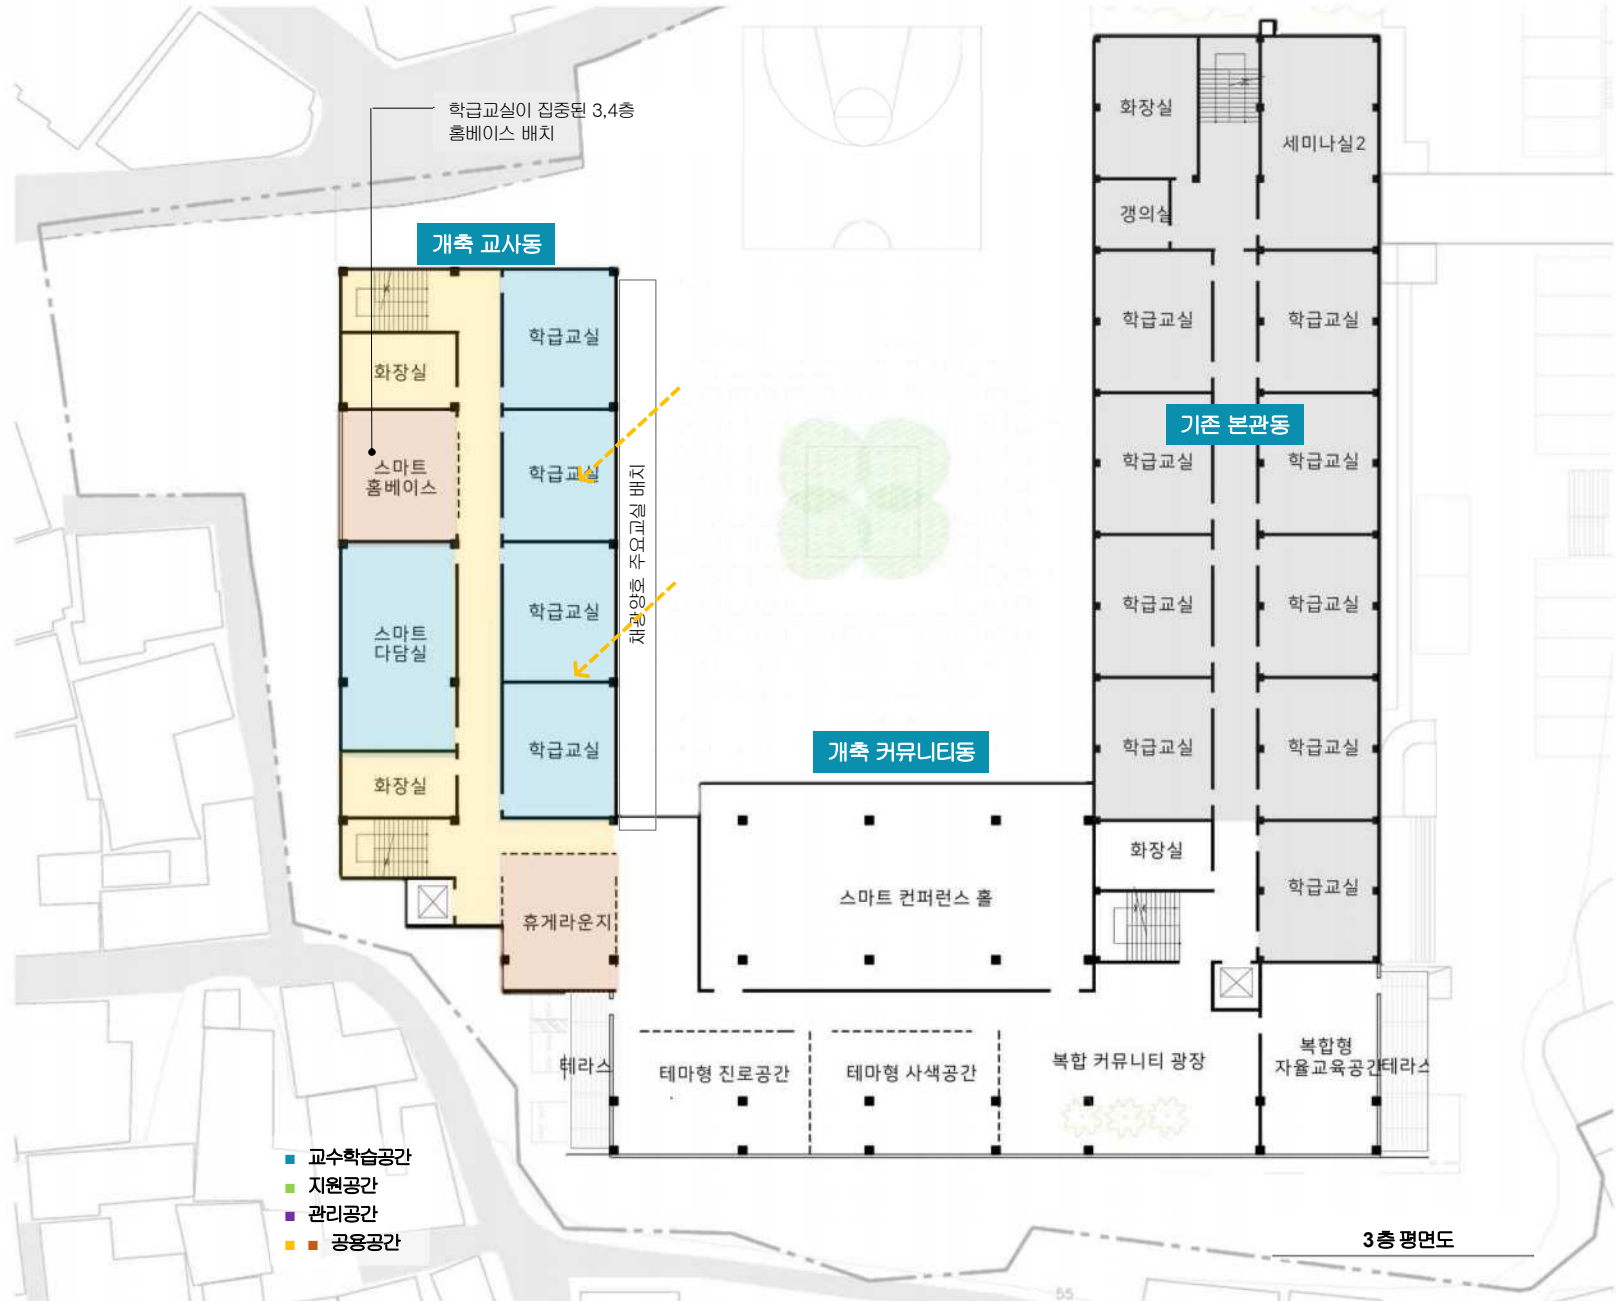 학급교실이 집중된 3,4층
홈베이스 배치
개축 교사동
화장실
세미나실2
갱의실
학급교실
학급교실
학급교실
화장실
학급교실
스마트
홈베이스
학급교실
채광양호 주요교실 배치
기존 본관동
학급교실
학급교실
스마트
다담실
학급교실
학급교실
학급교실
화장실
학급교실
개축 커뮤니티동
학급교실
학급교실
휴게라운지
스마트 컨퍼런스 홀
화장실
학급교실
테라스
테마형 진로공간
테마형 사색공간
복합 커뮤니티 광장
복합형
자율교육공간
테라스
교수학습공간
지원공간
관리공간
공용공간
3층 평면도
55